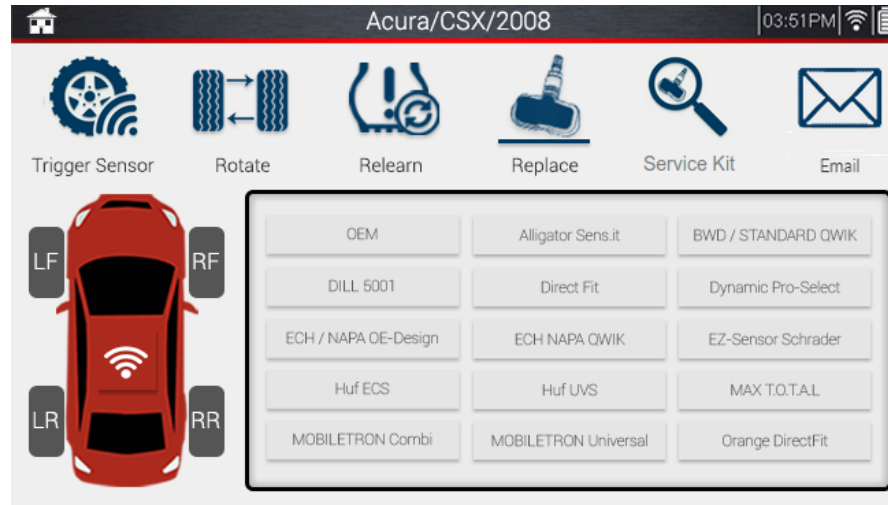 Acura/CSX/2008 03:51PM
Trigger Sensor Rotate Relearn Replace Service Kit Email
LF RF
LR RR
OEM Alligator Sens.it BWD / STANDARD QWIK
DILL 5001 Direct Fit Dynamic Pro-Select
ECH / NAPA OE-Design ECH NAPA QWIK EZ-Sensor Schrader
Huf ECS Huf UVS MAX T.O.T.A.L
MOBILETRON Combi MOBILETRON Universal Orange DirectFit